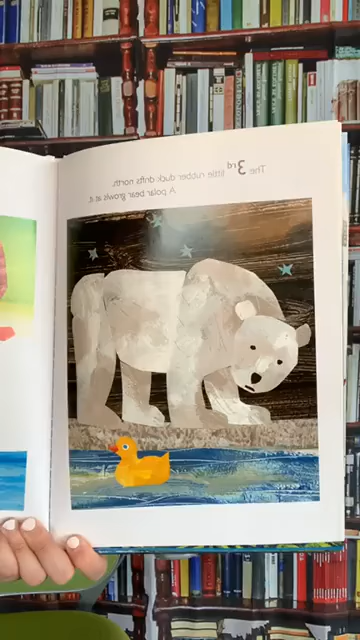 The 3rd little rubber duck drifts north.
A polar bear growls at it.